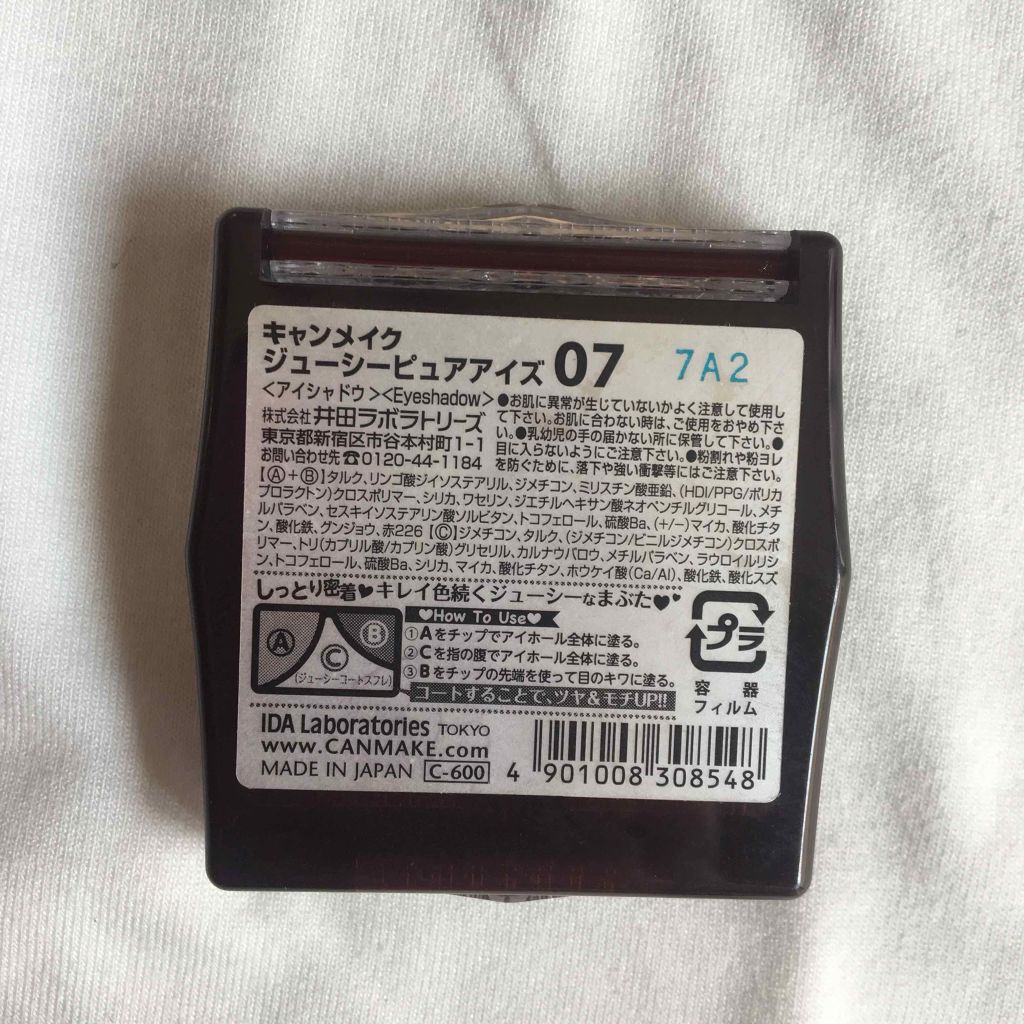 キャンメイク
ジューシーピュアアイズ 07
7A2
<アイシャドウ><Eyeshadow>
株式会社 井田ラボラトリーズ
東京都新宿区市谷本村町1-1
お問い合わせ先☎0120-44-1184
●お肌に異常が生じていないかよく注意して使用し
て下さい。お肌に合わない時は、ご使用をおやめ下さ
い。●乳幼児の手の届かない所に保管して下さい。●
目に入らないようにご注意下さい。●粉割れや粉ヨレ
を防ぐために、落下や強い衝撃等にはご注意下さい。
【Ⓐ+Ⓑ】タルク、リンゴ酸ジイソステアリル、ジメチコン、ミリスチン酸亜鉛、(HDI/PPG/ポリカ
プロラクトン)クロスポリマー、シリカ、ワセリン、ジエチルヘキサン酸ネオペンチルグリコール、メチ
ルパラベン、セスキイソステアリン酸ソルビタン、トコフェロール、硫酸Ba、(+/−)マイカ、酸化チタ
ン、酸化鉄、グンジョウ、赤226【Ⓒ】ジメチコン、タルク、(ジメチコン/ビニルジメチコン)クロスポ
リマー、トリ(カプリル酸/カプリン酸)グリセリル、カルナウバロウ、メチルパラベン、ラウロイルリシ
ン、トコフェロール、硫酸Ba、シリカ、マイカ、酸化チタン、ホウケイ酸(Ca/Al)、酸化鉄、酸化スズ
しっとり密着♥キレイ色続くジューシーなまぶた♥♥
♥How To Use♥
Ⓐ
Ⓑ
Ⓒ
(ジューシーコートスフレ)
①Aをチップでアイホール全体に塗る。
②Cを指の腹でアイホール全体に塗る。
③Bをチップの先端を使って目のキワに塗る。
コートすることで、ツヤ&モチUP!!
プラ
容器
フィルム
IDA Laboratories TOKYO
www.CANMAKE.com
MADE IN JAPAN C-600
4 901008 308548